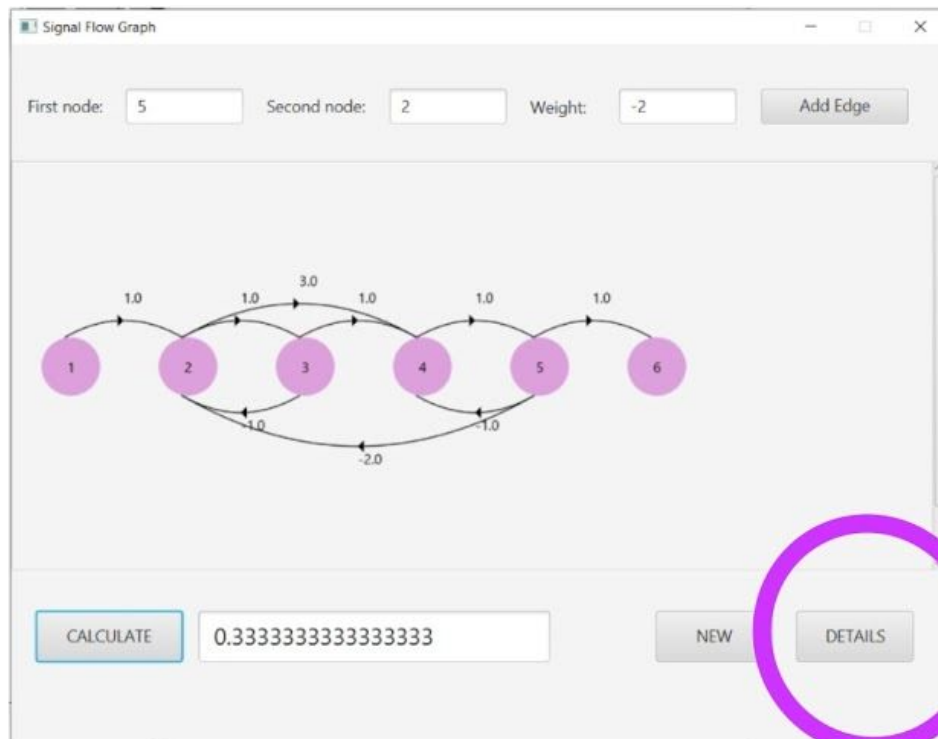 Signal Flow Graph
First node: 5 Second node: 2 Weight: -2 Add Edge
3.0
1.0 1.0 1.0 1.0 1.0
1 2 3 4 5 6
-1.0 -1.0
-2.0
CALCULATE 0.3333333333333333 NEW DETAILS